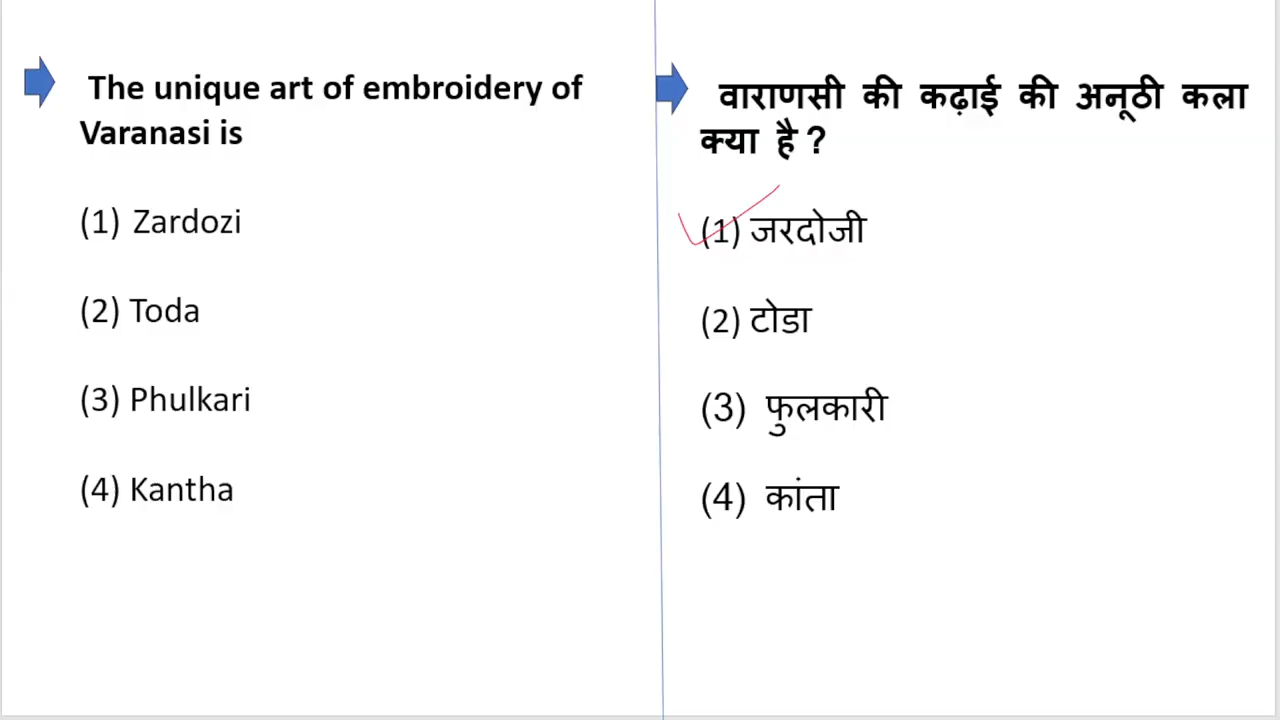 The unique art of embroidery of
Varanasi is
(1) Zardozi
(2) Toda
(3) Phulkari
(4) Kantha
वाराणसी की कढ़ाई की अनूठी कला
क्या है ?
(1) जरदोजी
(2) टोडा
(3) फुलकारी
(4) कांता